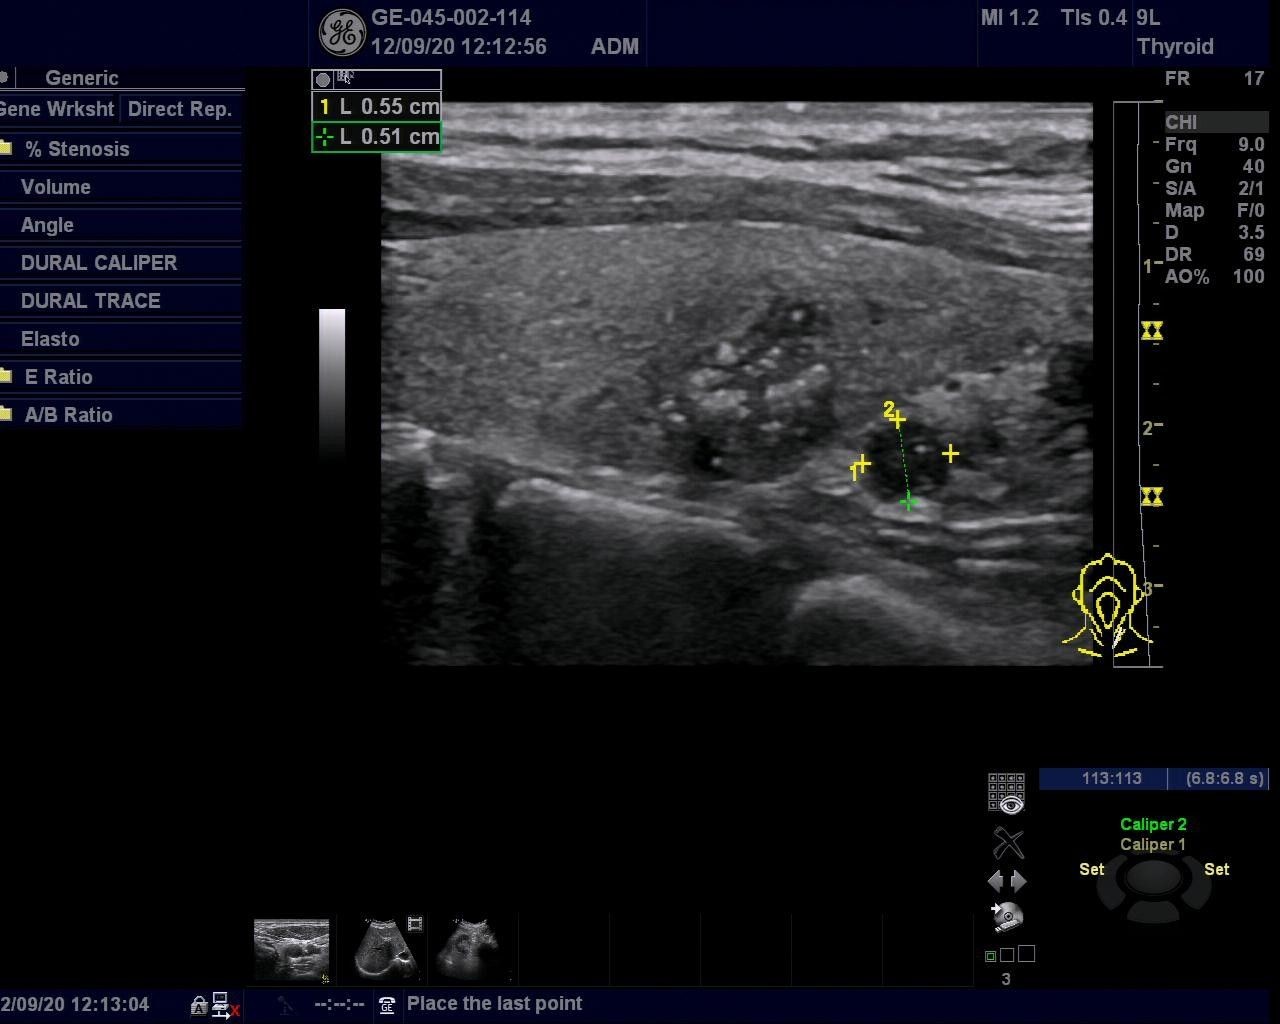 GE-045-002-114
12/09/20 12:12:56 ADM
MI 1.2 TIs 0.4 9L
Thyroid
Generic
Gene Wrksht Direct Rep.
% Stenosis
Volume
Angle
DURAL CALIPER
DURAL TRACE
Elasto
E Ratio
A/B Ratio
1 L 0.55 cm
L 0.51 cm
FR 17
CHI
Frq 9.0
Gn 40
S/A 2/1
Map F/0
D 3.5
DR 69
AO% 100
1
2
3
2
1
113:113 (6.8:6.8 s)
Caliper 2
Caliper 1
Set Set
3
2/09/20 12:13:04 A X --:--:-- GE Place the last point